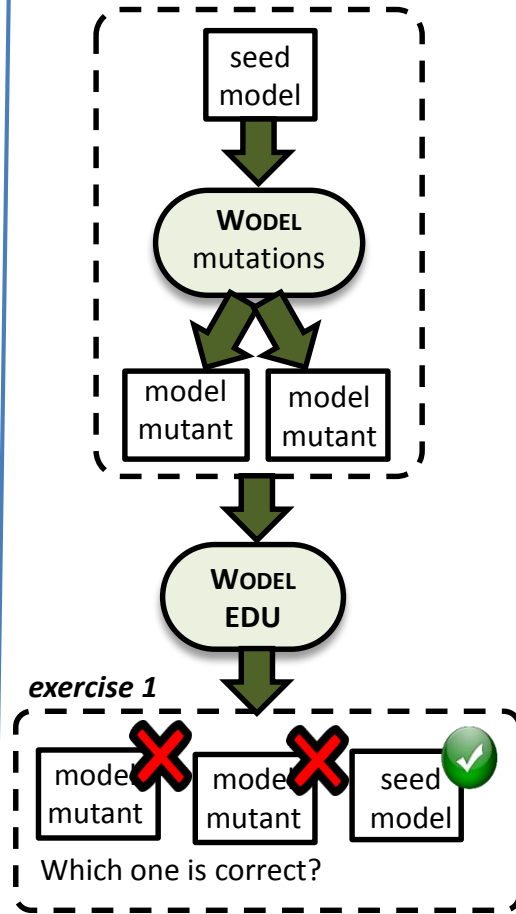 seed
model
WODEL
mutations
model
mutant
model
mutant
WODEL
EDU
exercise 1
model
mutant
model
mutant
seed
model
Which one is correct?